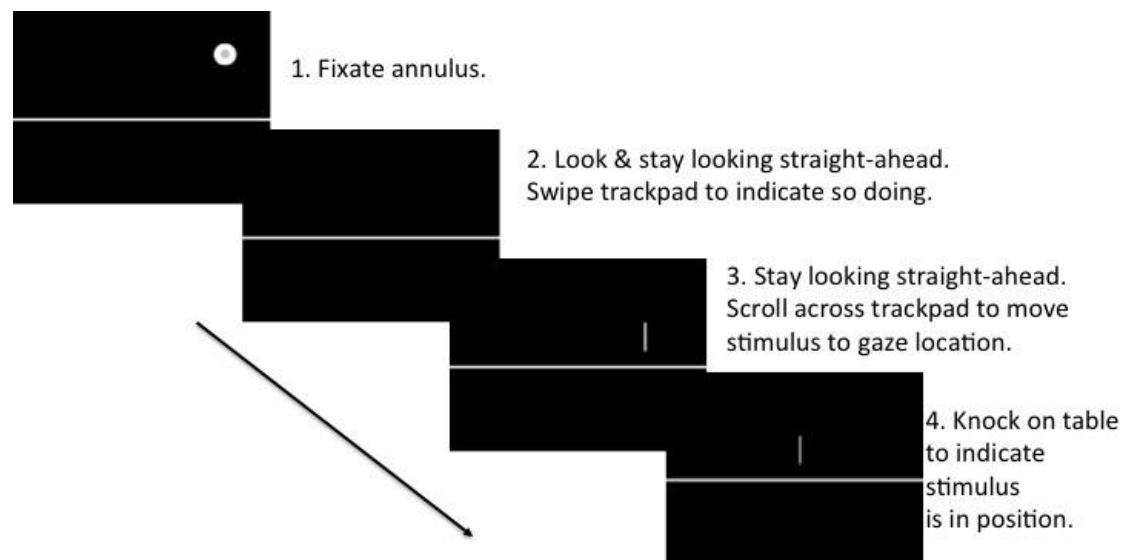 1. Fixate annulus.
2. Look & stay looking straight-ahead.
Swipe trackpad to indicate so doing.
3. Stay looking straight-ahead.
Scroll across trackpad to move
stimulus to gaze location.
4. Knock on table
to indicate
stimulus
is in position.